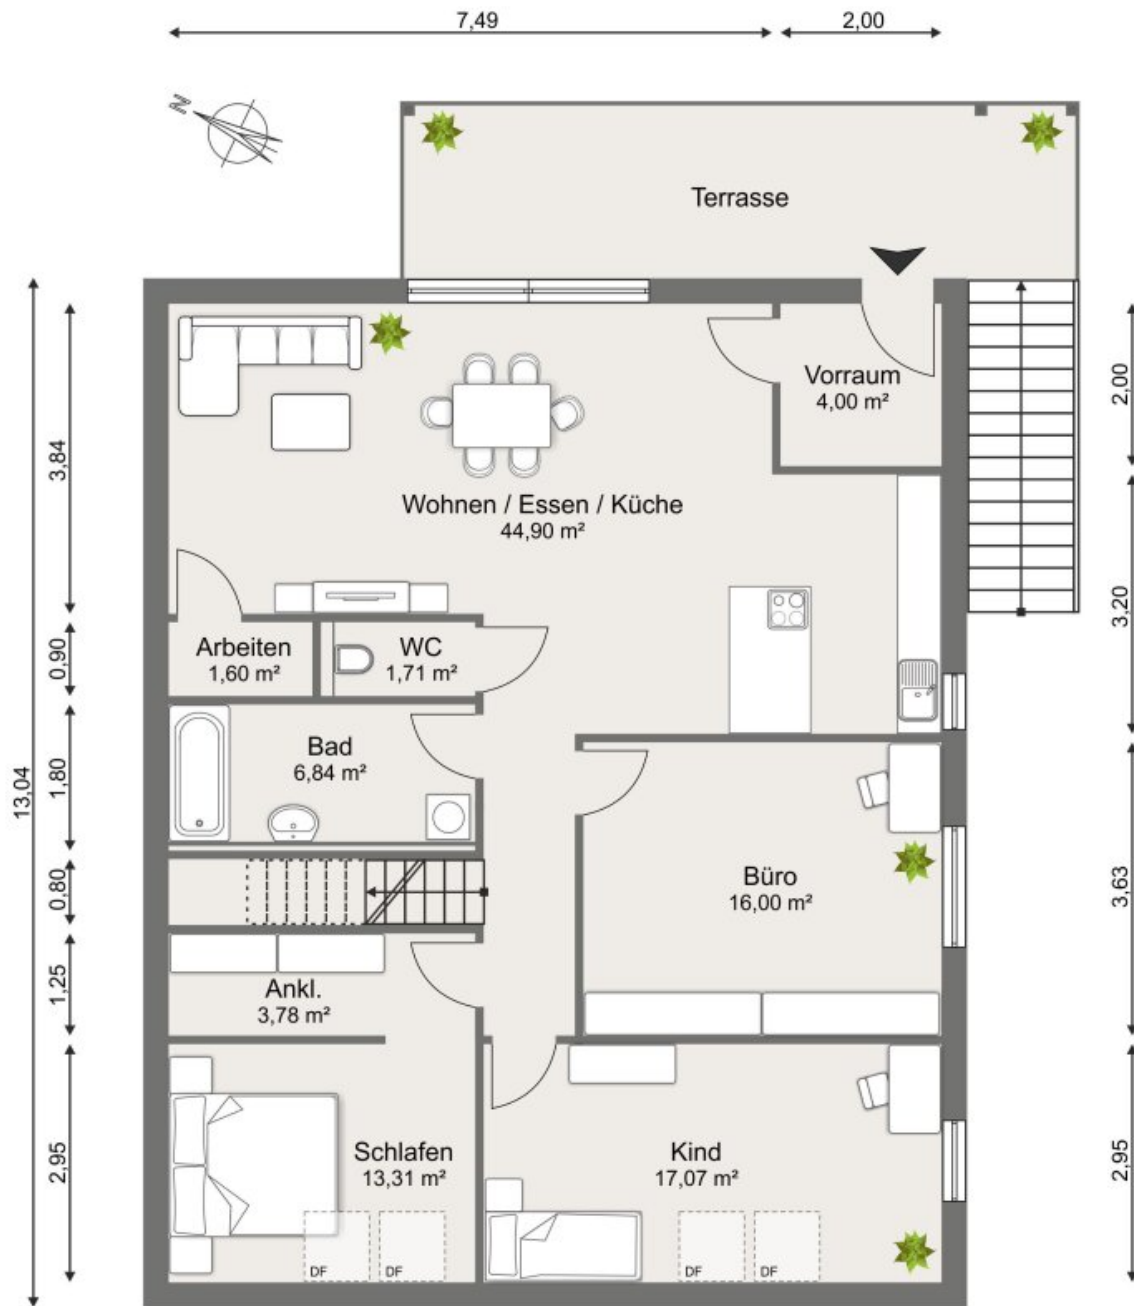 7,49
2,00
N
Terrasse
Vorraum
4,00 m²
2,00
3,84
Wohnen / Essen / Küche
44,90 m²
3,20
Arbeiten
1,60 m²
WC
1,71 m²
0,90
Bad
6,84 m²
1,80
13,04
Büro
16,00 m²
3,63
0,80
Ankl.
3,78 m²
1,25
Schlafen
13,31 m²
2,95
Kind
17,07 m²
2,95
DF
DF
DF
DF